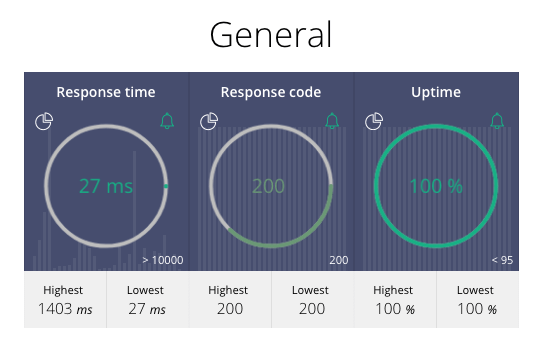 General
Response time
Response code
Uptime
27 ms
200
100 %
> 10000
200
< 95
Highest
Lowest
Highest
Lowest
Highest
Lowest
1403 ms
27 ms
200
200
100 %
100 %